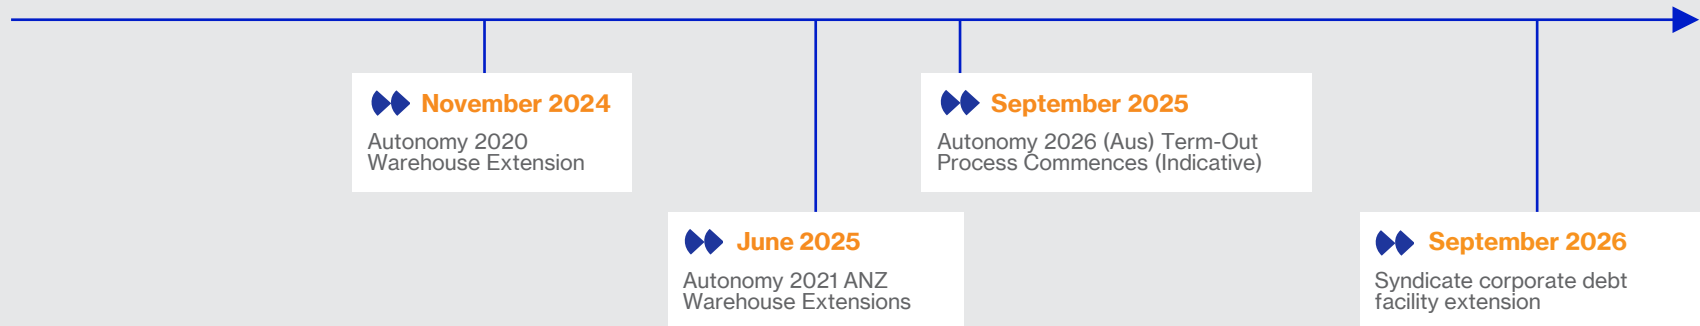 November 2024
Autonomy 2020
Warehouse Extension
June 2025
Autonomy 2021 ANZ
Warehouse Extensions
September 2025
Autonomy 2026 (Aus) Term-Out
Process Commences (Indicative)
September 2026
Syndicate corporate debt
facility extension